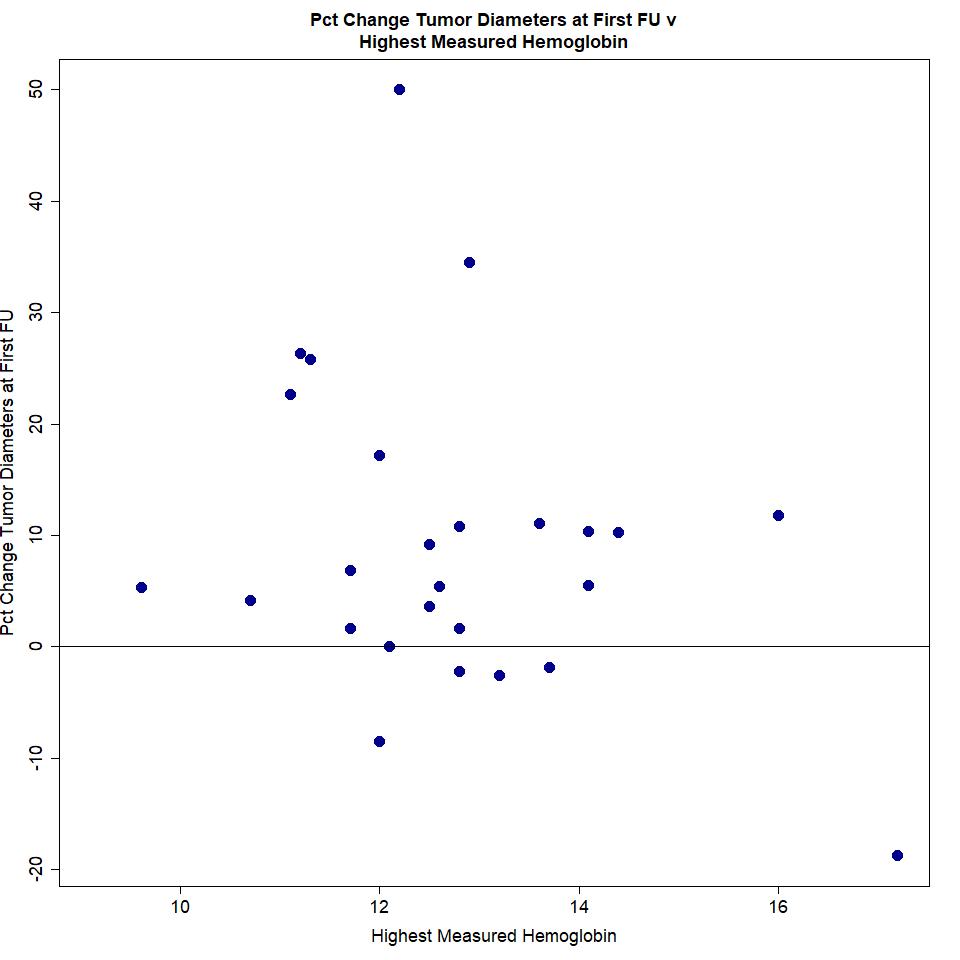 Pct Change Tumor Diameters at First FU v
Highest Measured Hemoglobin
Pct Change Tumor Diameters at First FU
50
40
30
20
10
0
-10
-20
10 12 14 16
Highest Measured Hemoglobin